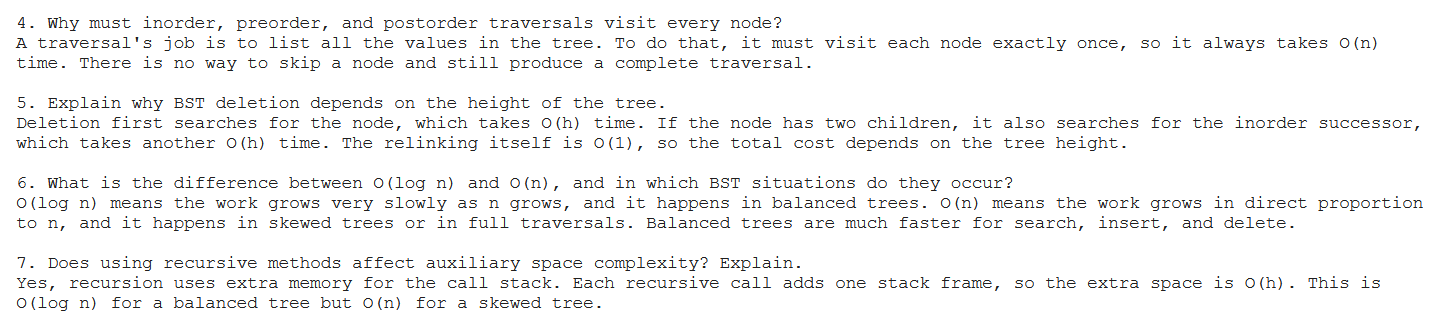 4. Why must inorder, preorder, and postorder traversals visit every node?
A traversal's job is to list all the values in the tree. To do that, it must visit each node exactly once, so it always takes O(n)
time. There is no way to skip a node and still produce a complete traversal.
5. Explain why BST deletion depends on the height of the tree.
Deletion first searches for the node, which takes O(h) time. If the node has two children, it also searches for the inorder successor,
which takes another O(h) time. The relinking itself is O(1), so the total cost depends on the tree height.
6. What is the difference between O(log n) and O(n), and in which BST situations do they occur?
O(log n) means the work grows very slowly as n grows, and it happens in balanced trees. O(n) means the work grows in direct proportion
to n, and it happens in skewed trees or in full traversals. Balanced trees are much faster for search, insert, and delete.
7. Does using recursive methods affect auxiliary space complexity? Explain.
Yes, recursion uses extra memory for the call stack. Each recursive call adds one stack frame, so the extra space is O(h). This is
O(log n) for a balanced tree but O(n) for a skewed tree.